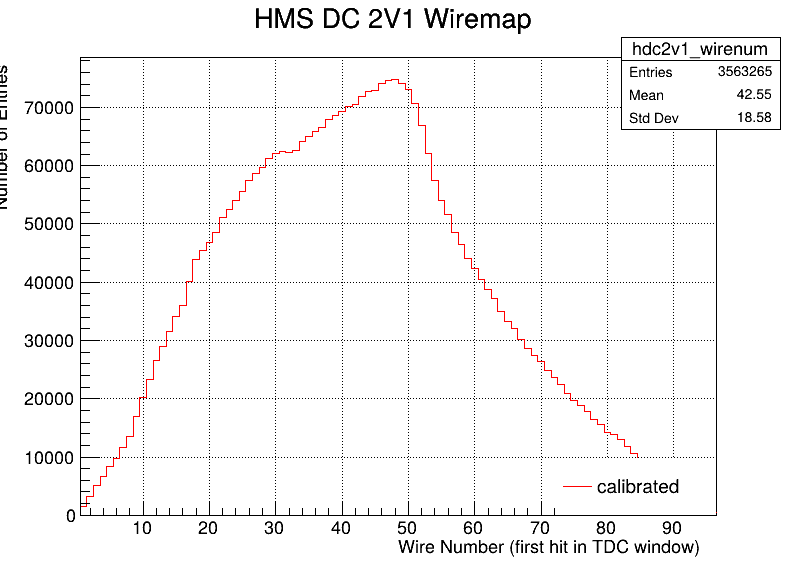 HMS DC 2V1 Wiremap
hdc2v1_wirenum
Entries 3563265
Mean 42.55
Std Dev 18.58
Number of Entries
70000
60000
50000
40000
30000
20000
10000
0
10 20 30 40 50 60 70 80 90
calibrated
Wire Number (first hit in TDC window)